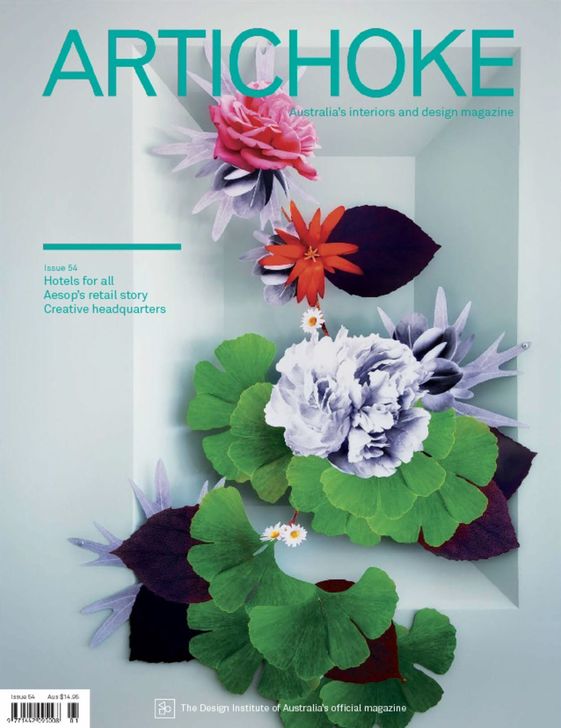 ARTICHOKE
Australia's interiors and design magazine
Issue 54
Hotels for all
Aesop's retail story
Creative headquarters
Issue 54 Aus $14.95
The Design Institute of Australia's official magazine